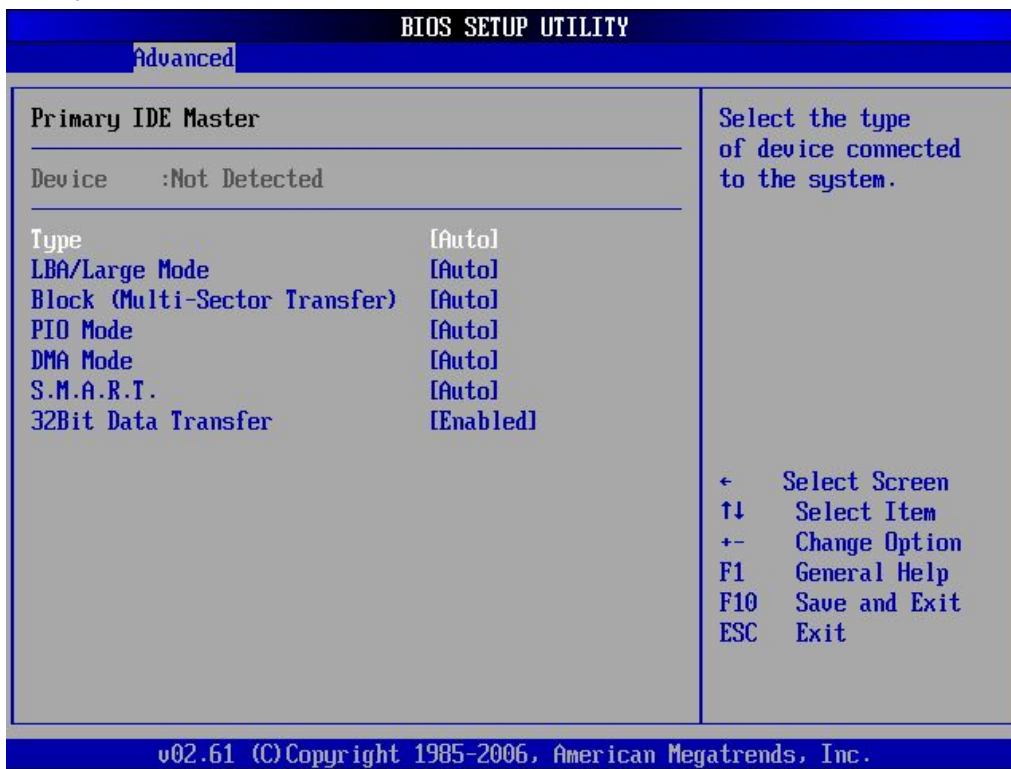 BIOS SETUP UTILITY
Advanced
Primary IDE Master
Device :Not Detected
Type [Auto]
LBA/Large Mode [Auto]
Block (Multi-Sector Transfer) [Auto]
PIO Mode [Auto]
DMA Mode [Auto]
S.M.A.R.T. [Auto]
32Bit Data Transfer [Enabled]
Select the type
of device connected
to the system.
← Select Screen
↑↓ Select Item
+- Change Option
F1 General Help
F10 Save and Exit
ESC Exit
v02.61 (C)Copyright 1985-2006, American Megatrends, Inc.